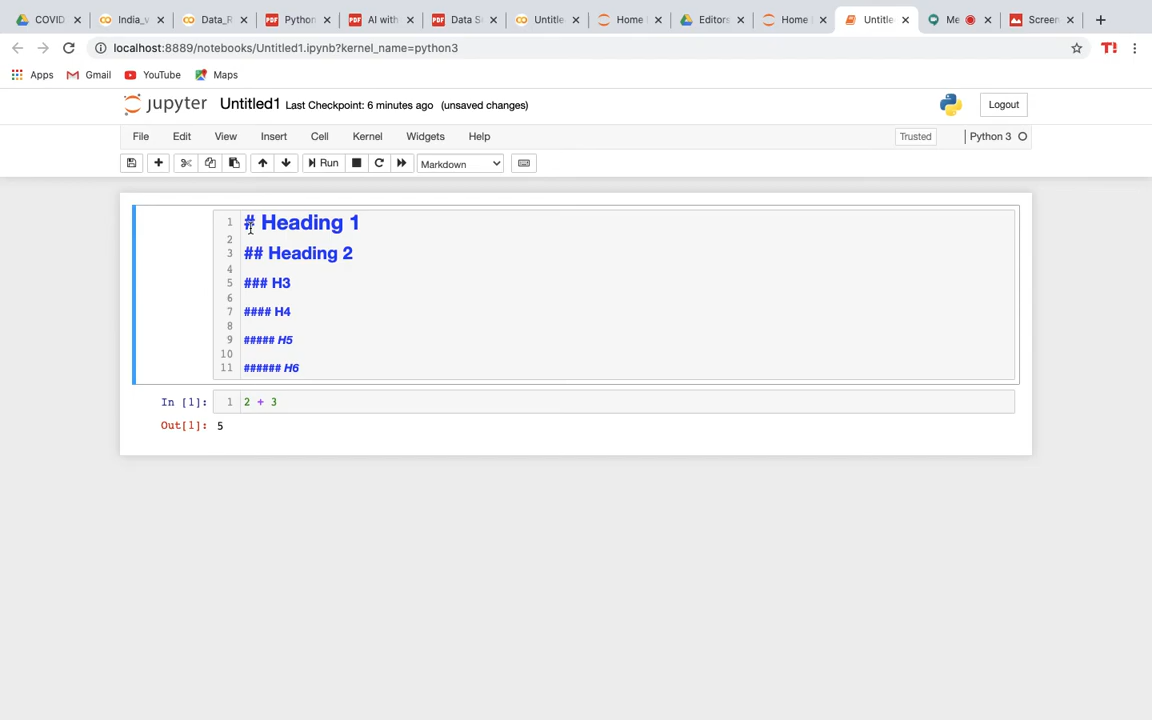 COVID India_v Data_R Python AI with Data S Untitle Home Editors Home Untitle Me Screen
localhost:8889/notebooks/Untitled1.ipynb?kernel_name=python3 T!
Apps Gmail YouTube Maps
jupyter Untitled1 Last Checkpoint: 6 minutes ago (unsaved changes) Logout
File Edit View Insert Cell Kernel Widgets Help Trusted Python 3
Run Markdown
1 # Heading 1
2
3 ## Heading 2
4
5 ### H3
6
7 #### H4
8
9 ##### H5
10
11 ###### H6
In [1]: 1 2 + 3
Out[1]: 5